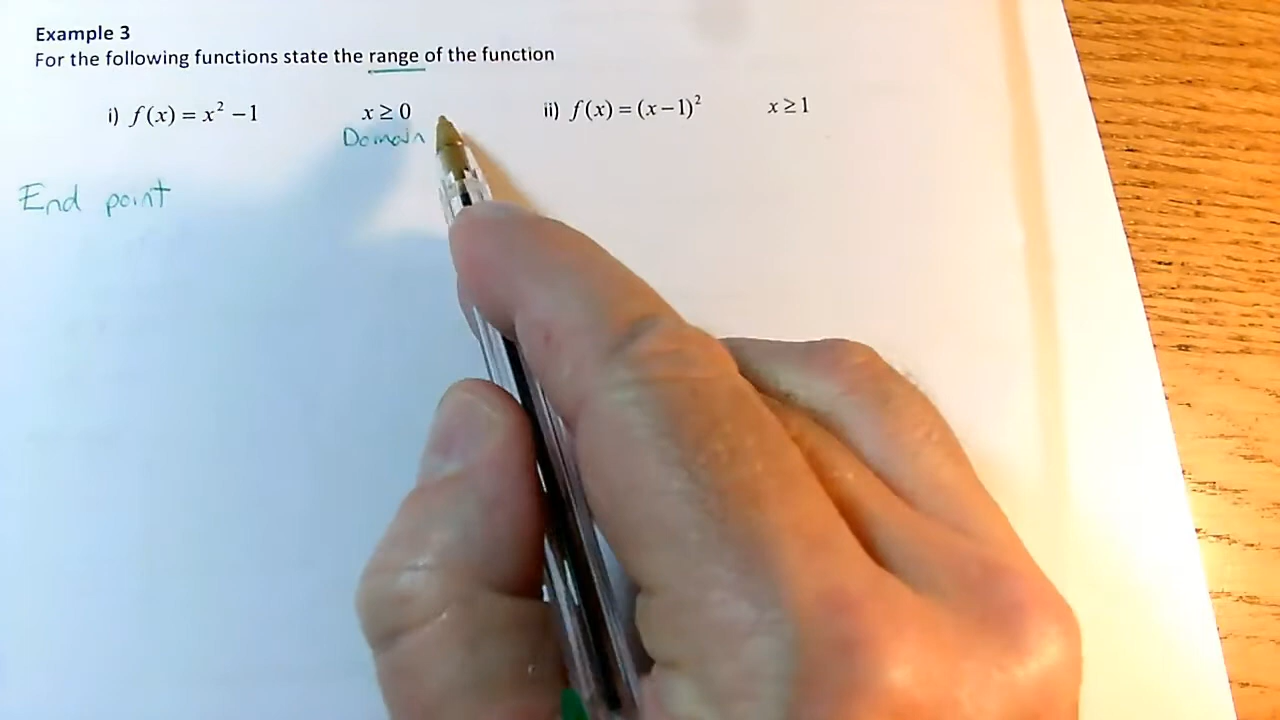 Example 3
For the following functions state the range of the function
i) f(x) = x² − 1 x ≥ 0 ii) f(x) = (x − 1)² x ≥ 1
Domain
End point